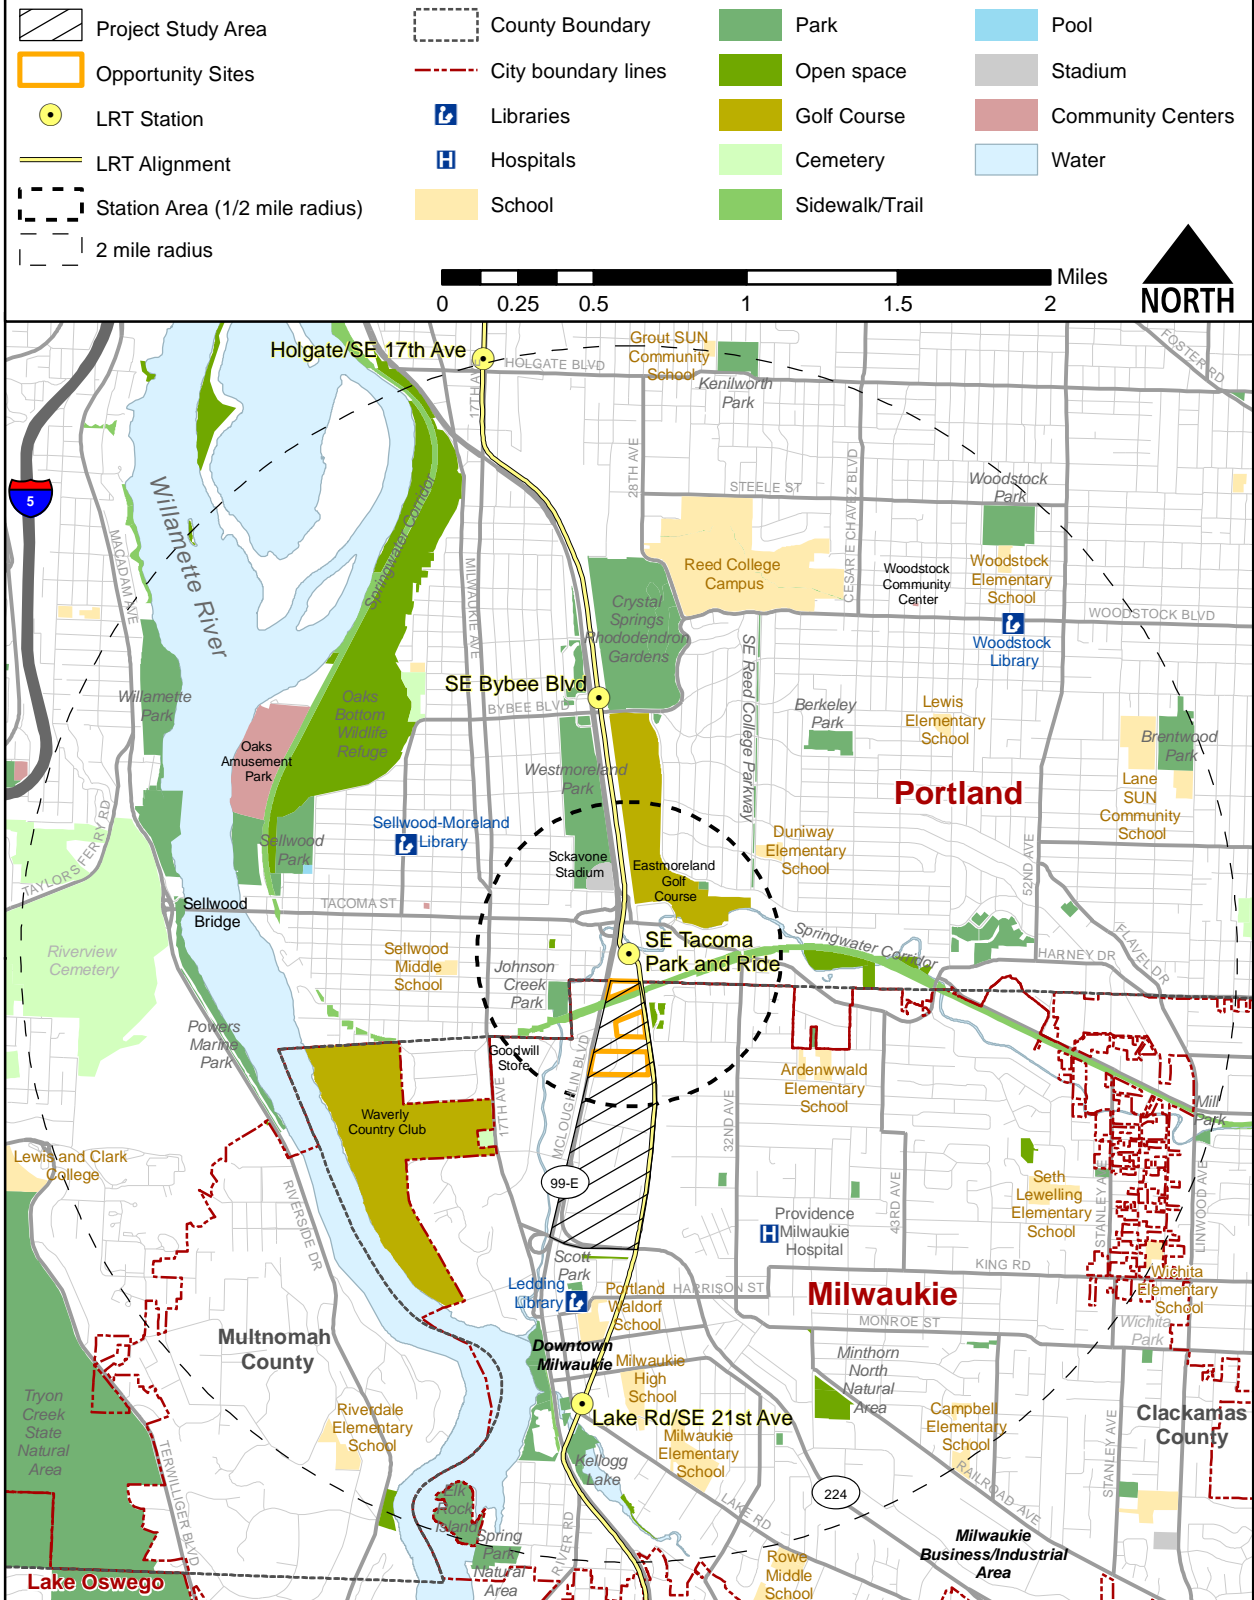 Project Study Area
Opportunity Sites
LRT Station
LRT Alignment
Station Area (1/2 mile radius)
2 mile radius
County Boundary
City boundary lines
Libraries
H
Hospitals
School
Park
Open space
Golf Course
Cemetery
Sidewalk/Trail
Pool
Stadium
Community Centers
Water
Miles
0
0.25
0.5
1
1.5
2
NORTH
Holgate/SE 17th Ave
HOLGATE BLVD
17TH AVE
Grout SUN
Community
School
Kenilworth
Park
FOSTER RD
5
28TH AVE
STEELE ST
CESAR E CHAVEZ BLVD
Woodstock
Park
Willamette River
Springwater Corridor
MACADAM AVE
MILWAUKIE AVE
Reed College
Campus
Woodstock
Community
Center
Woodstock
Elementary
School
WOODSTOCK BLVD
Woodstock
Library
Crystal
Springs
Rhododendron
Gardens
SE Reed College Parkway
Willamette
Park
Oaks
Bottom
Wildlife
Refuge
SE Bybee Blvd
BYBEE BLVD
Berkeley
Park
Lewis
Elementary
School
Brentwood
Park
Oaks
Amusement
Park
Westmoreland
Park
Portland
Lane
SUN
Community
School
TAYLORS FERRY RD
Sellwood-Moreland
Library
Sellwood
Park
Duniway
Elementary
School
52ND AVE
Sckavone
Stadium
Eastmoreland
Golf
Course
Sellwood
Bridge
TACOMA ST
FLAVEL DR
Riverview
Cemetery
Sellwood
Middle
School
Johnson
Creek
Park
SE Tacoma
Park and Ride
Springwater Corridor
HARNEY DR
Powers
Marine
Park
Goodwill
Store
MCLOUGHLIN BLVD
17TH AVE
32ND AVE
Ardenwwald
Elementary
School
Mill
Park
Waverly
Country Club
Lewis and Clark
College
99-E
RIVERSIDE DR
43RD AVE
Seth
Lewelling
Elementary
School
STANLEY AVE
LINWOOD AVE
Providence
Milwaukie
Hospital
H
KING RD
Scott
Park
Ledding
Library
Portland
Waldorf
School
HARRISON ST
Milwaukie
Wichita
Elementary
School
MONROE ST
Wichita
Park
Multnomah
County
Downtown
Milwaukie
Milwaukie
High
School
Minthorn
North
Natural
Area
Tryon
Creek
State
Natural
Area
Riverdale
Elementary
School
Lake Rd/SE 21st Ave
Milwaukie
Elementary
School
Campbell
Elementary
School
Clackamas
County
STANLEY AVE
TERWILLIGER BLVD
Kellogg
Lake
RAILROAD AVE
224
LAKE RD
Elk
Rock
Island
Spring
Park
Natural
Area
RIVER RD
Milwaukie
Business/Industrial
Area
Rowe
Middle
School
Lake Oswego